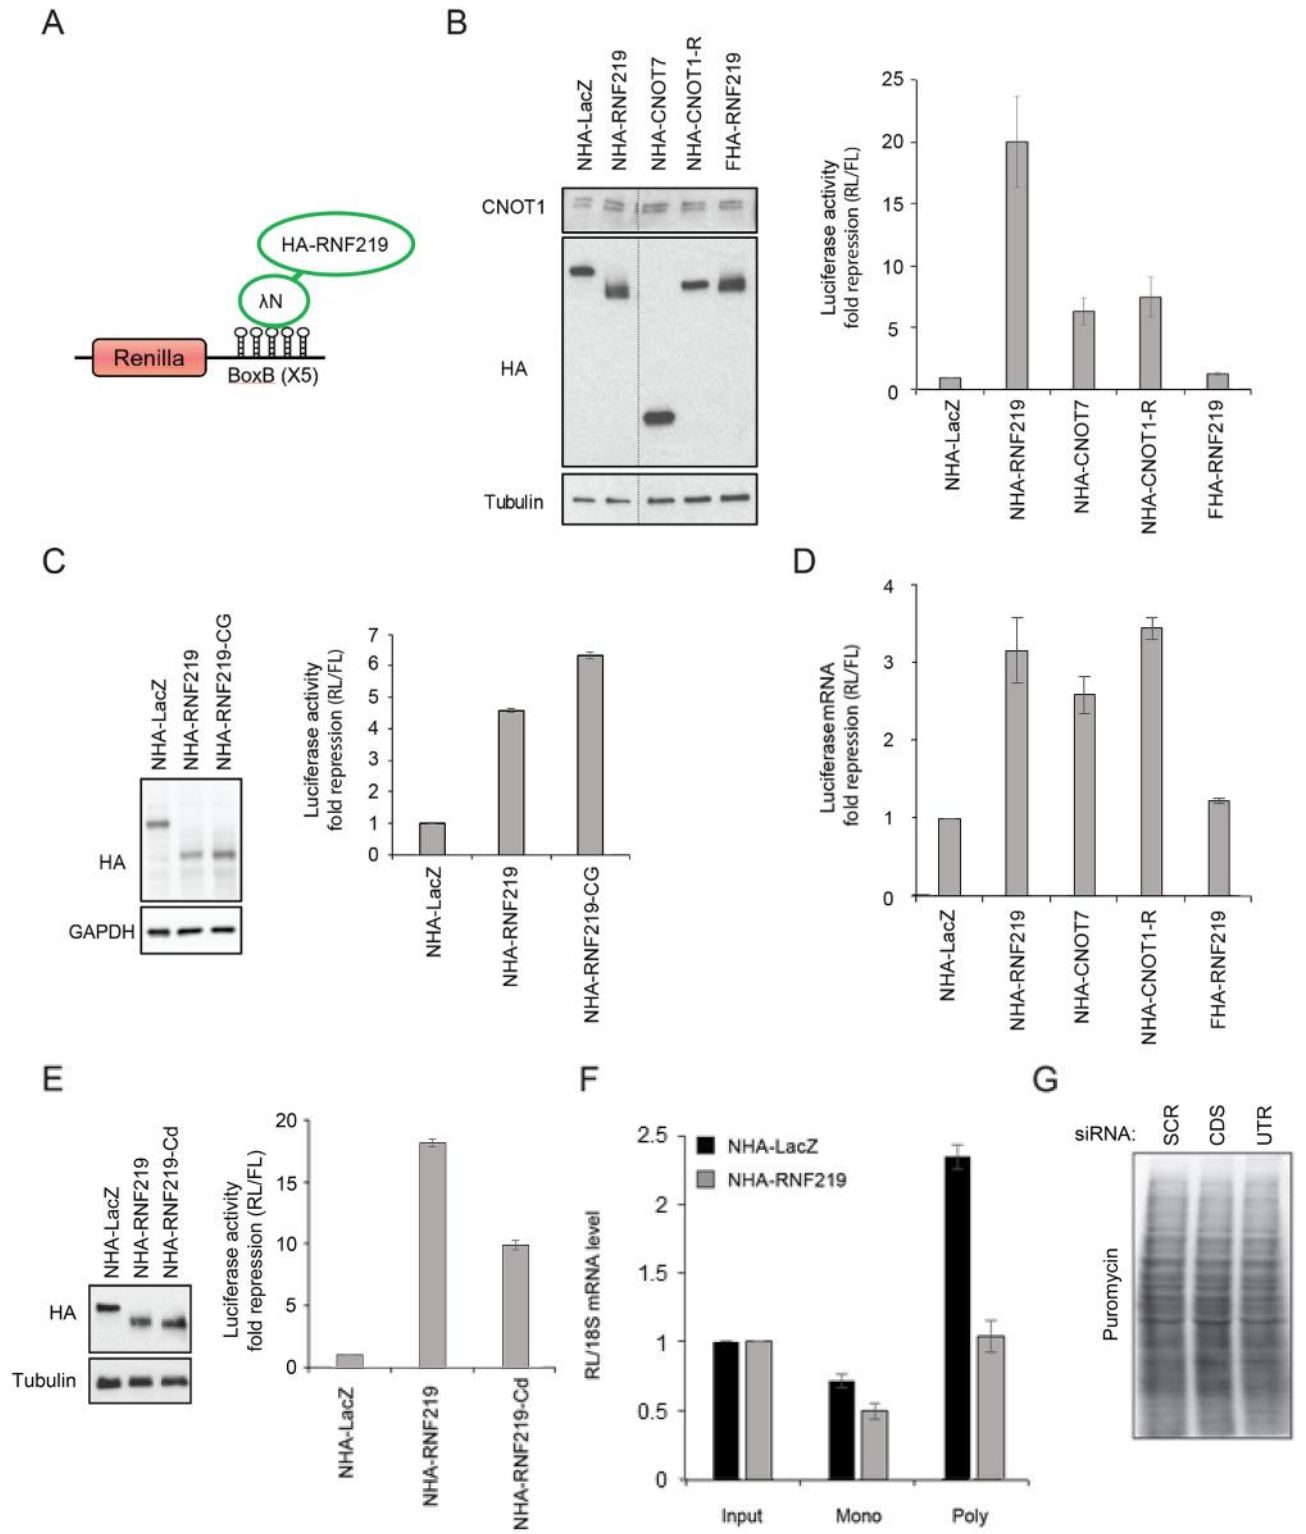 A
HA-RNF219
λN
Renilla
BoxB (X5)
B
NHA-LacZ
NHA-RNF219
NHA-CNOT7
NHA-CNOT1-R
FHA-RNF219
CNOT1
HA
Tubulin
Luciferase activity
fold repression (RL/FL)
25
20
15
10
5
0
NHA-LacZ
NHA-RNF219
NHA-CNOT7
NHA-CNOT1-R
FHA-RNF219
C
NHA-LacZ
NHA-RNF219
NHA-RNF219-CG
HA
GAPDH
Luciferase activity
fold repression (RL/FL)
7
6
5
4
3
2
1
0
NHA-LacZ
NHA-RNF219
NHA-RNF219-CG
D
LuciferasemRNA
fold repression (RL/FL)
4
3
2
1
0
NHA-LacZ
NHA-RNF219
NHA-CNOT7
NHA-CNOT1-R
FHA-RNF219
E
NHA-LacZ
NHA-RNF219
NHA-RNF219-Cd
HA
Tubulin
Luciferase activity
fold repression (RL/FL)
20
15
10
5
0
NHA-LacZ
NHA-RNF219
NHA-RNF219-Cd
F
RL/18S mRNA level
2.5
2
1.5
1
0.5
0
NHA-LacZ
NHA-RNF219
Input
Mono
Poly
G
siRNA:
SCR
CDS
UTR
Puromycin